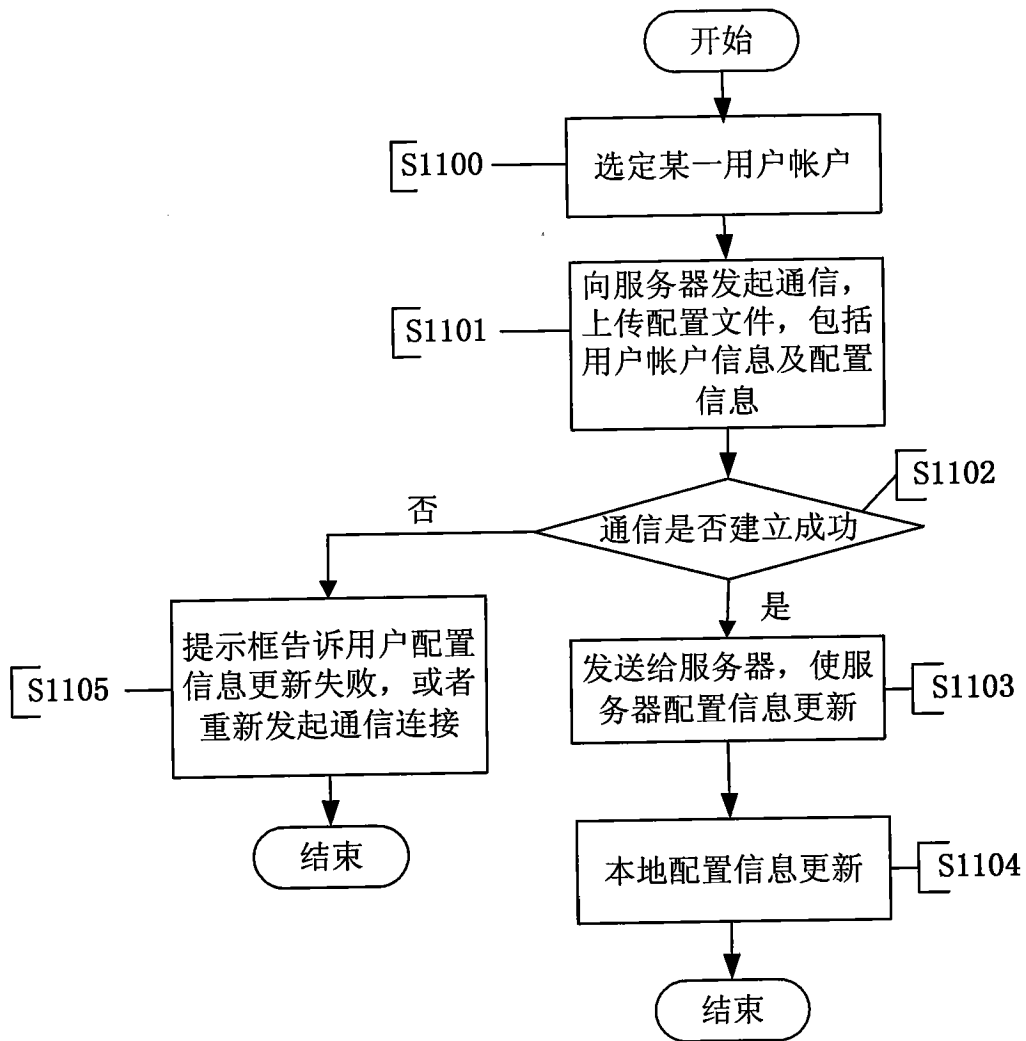 开始
S1100
选定某一用户帐户
S1101
向服务器发起通信，
上传配置文件，包括
用户帐户信息及配置
信息
S1102
通信是否建立成功
否
是
S1105
提示框告诉用户配置
信息更新失败，或者
重新发起通信连接
发送给服务器，使服
务器配置信息更新
S1103
结束
本地配置信息更新
S1104
结束